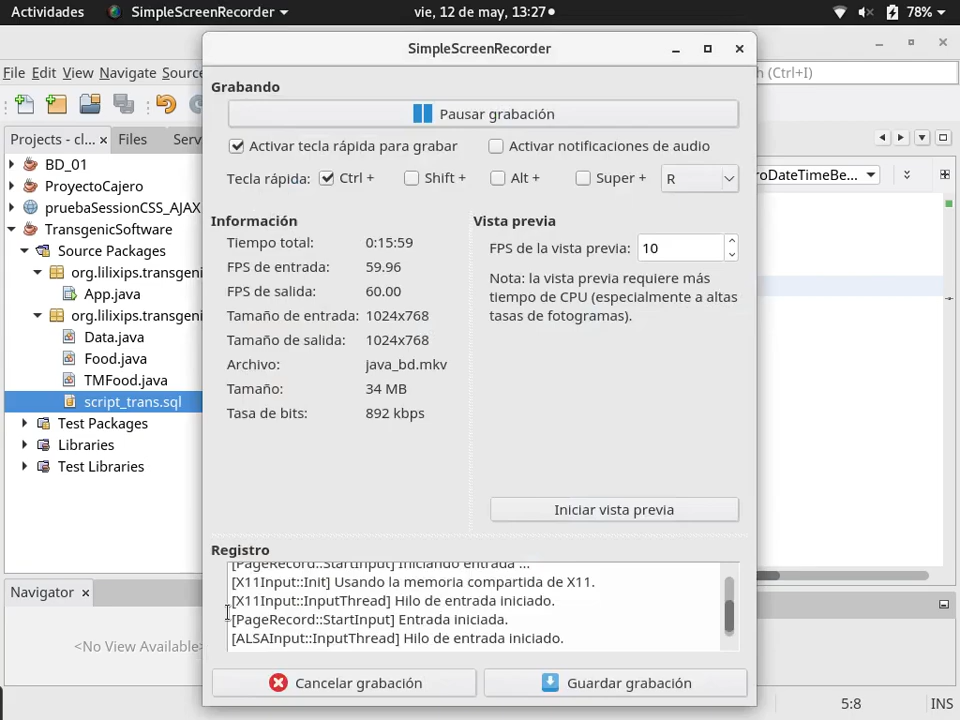 Actividades
SimpleScreenRecorder
vie, 12 de may, 13:27
78%
SimpleScreenRecorder
File Edit View Navigate Source
h (Ctrl+I)
Projects - cl...
Files
Serv
roDateTimeBe...
BD_01
ProyectoCajero
pruebaSessionCSS_AJAX
TransgenicSoftware
Source Packages
org.lilixips.transgeni
App.java
org.lilixips.transgeni
Data.java
Food.java
TMFood.java
script_trans.sql
Test Packages
Libraries
Test Libraries
Navigator
<No View Available>
Grabando
Pausar grabación
Activar tecla rápida para grabar
Activar notificaciones de audio
Tecla rápida: Ctrl + Shift + Alt + Super + R
Información
Tiempo total: 0:15:59
FPS de entrada: 59.96
FPS de salida: 60.00
Tamaño de entrada: 1024x768
Tamaño de salida: 1024x768
Archivo: java_bd.mkv
Tamaño: 34 MB
Tasa de bits: 892 kbps
Vista previa
FPS de la vista previa: 10
Nota: la vista previa requiere más
tiempo de CPU (especialmente a altas
tasas de fotogramas).
Iniciar vista previa
Registro
[PageRecord::StartInput] Iniciando entrada ...
[X11Input::Init] Usando la memoria compartida de X11.
[X11Input::InputThread] Hilo de entrada iniciado.
[PageRecord::StartInput] Entrada iniciada.
[ALSAInput::InputThread] Hilo de entrada iniciado.
Cancelar grabación
Guardar grabación
5:8
INS